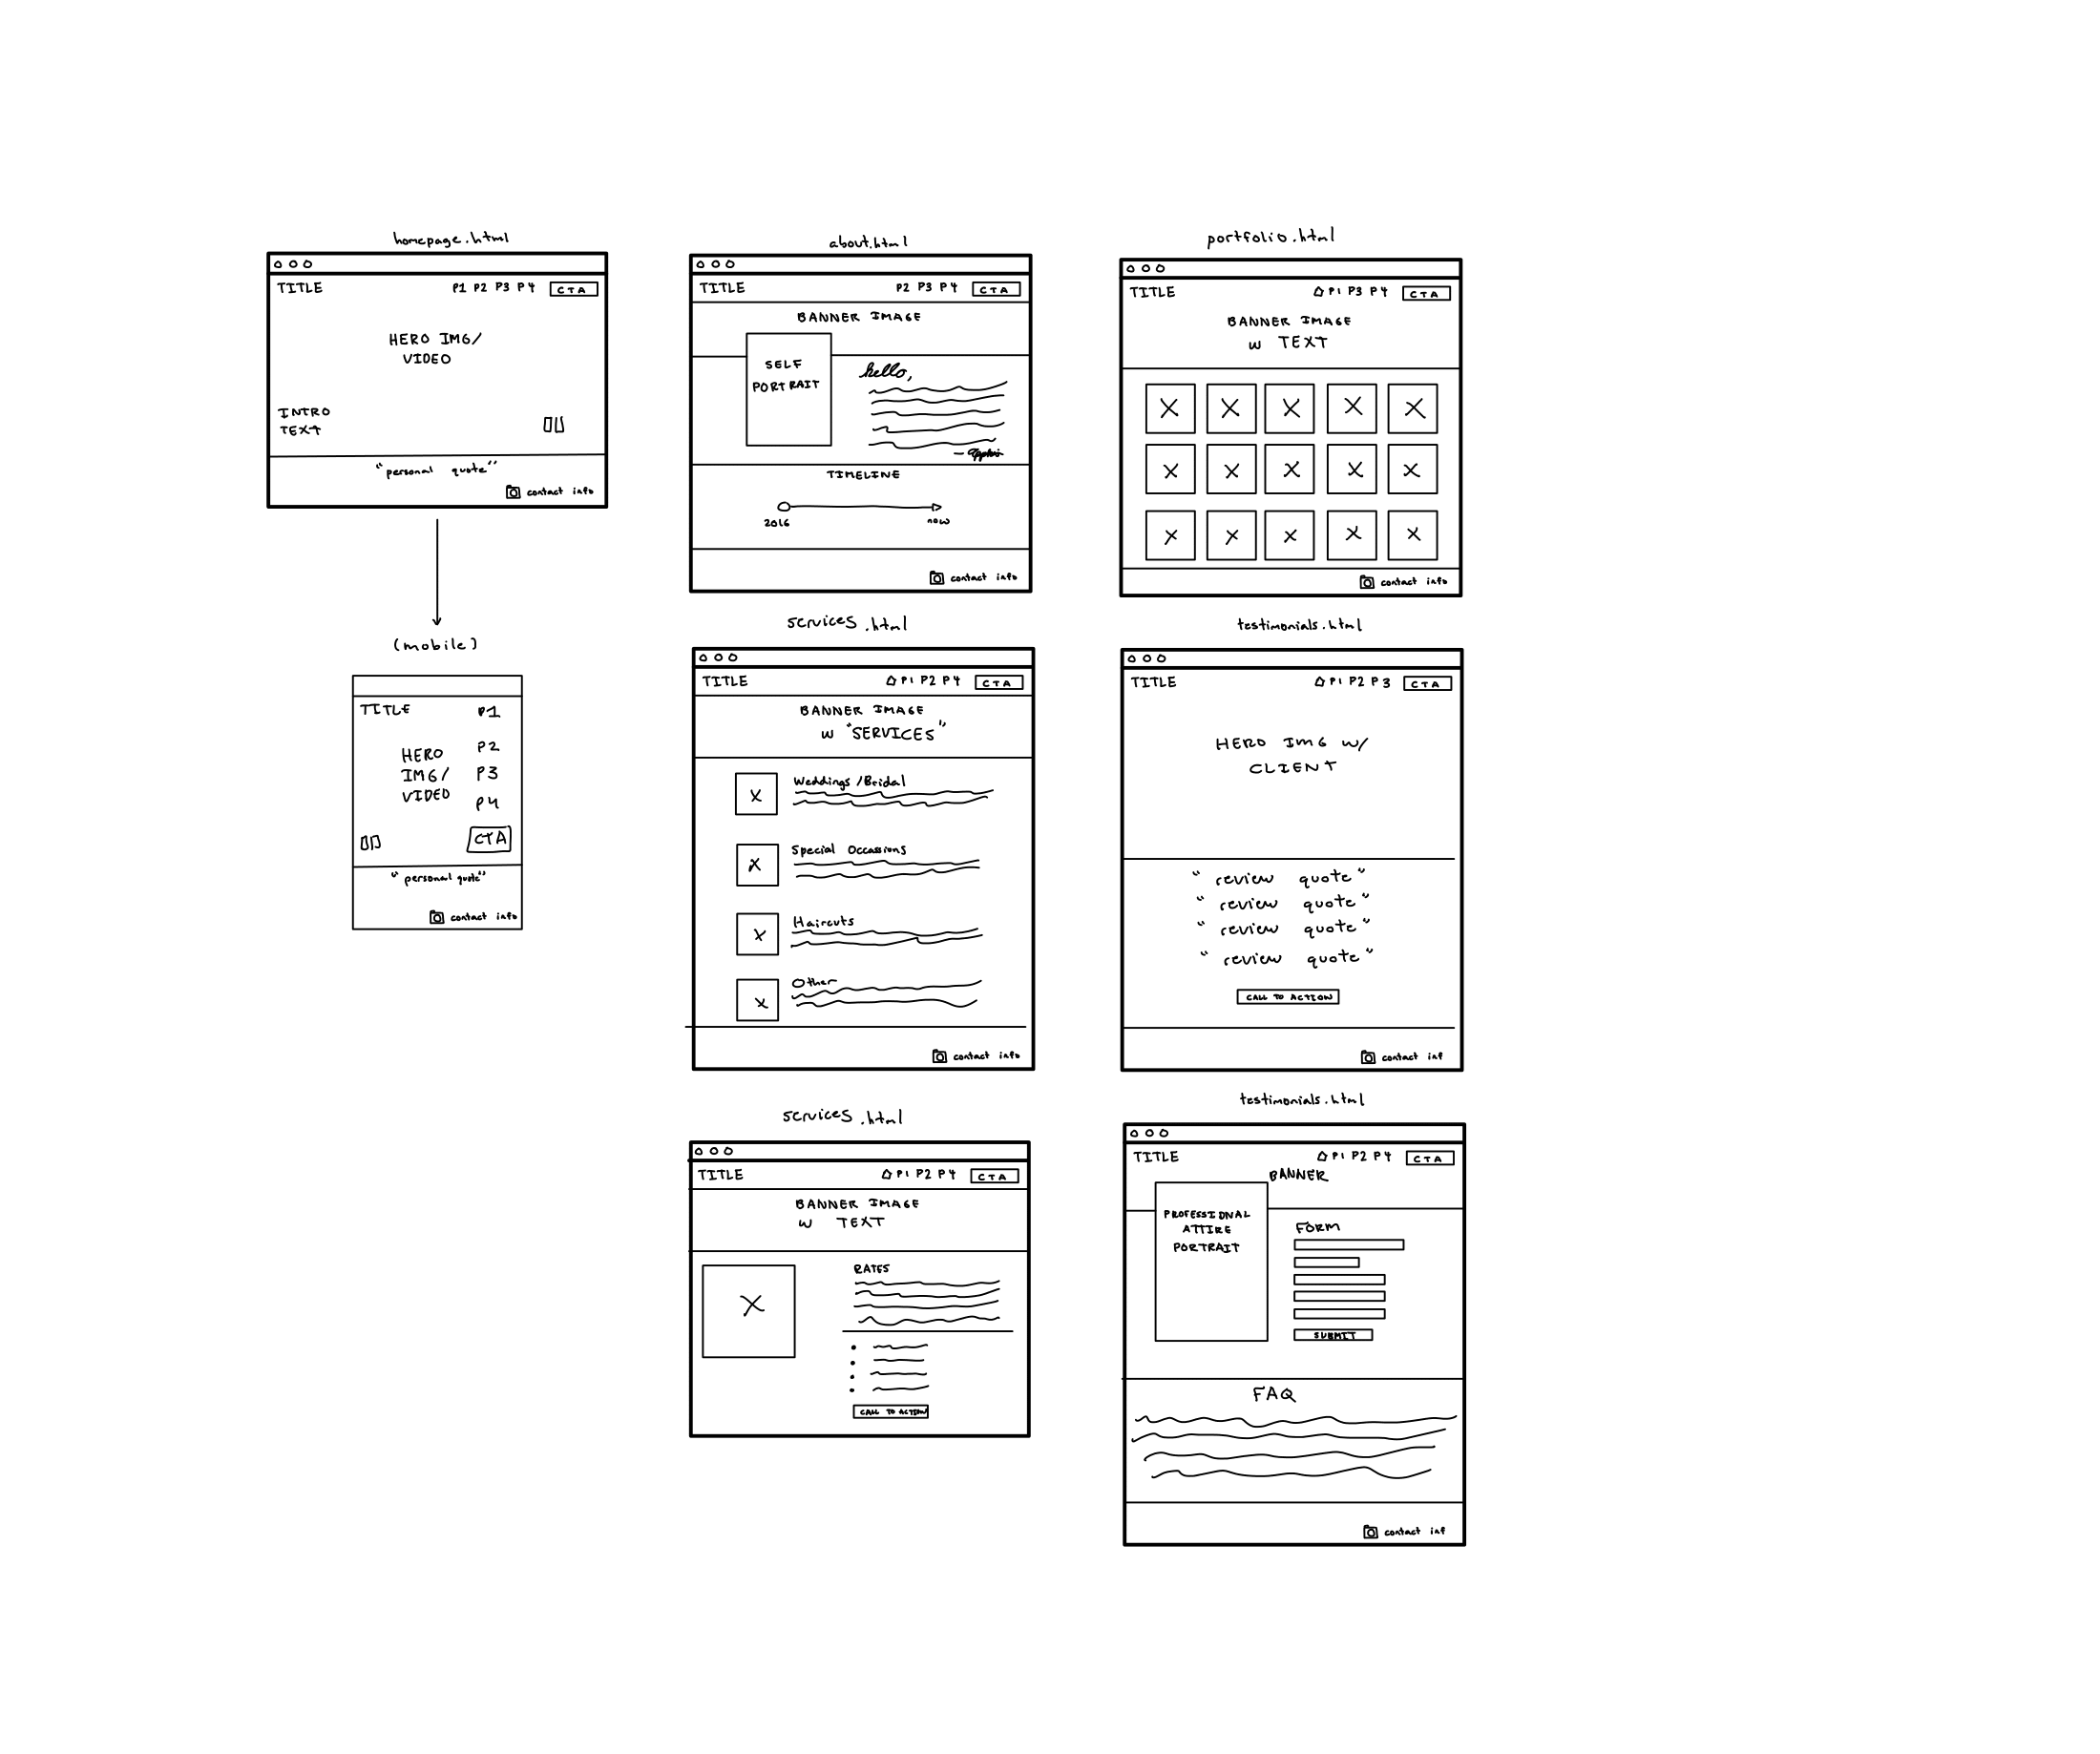 homepage.html
TITLE P1 P2 P3 P4 CTA
HERO IMG/
VIDEO
INTRO
TEXT
"personal quote"
contact info
(mobile)
TITLE P1
HERO P2
IMG/ P3
VIDEO P4
CTA
"personal quote"
contact info
about.html
TITLE P2 P3 P4 CTA
BANNER IMAGE
SELF
PORTRAIT
hello,
TIMELINE
2016 now
contact info
portfolio.html
TITLE P1 P3 P4 CTA
BANNER IMAGE
W TEXT
X X X X X
X X X X X
X X X X X
contact info
services.html
TITLE P1 P2 P4 CTA
BANNER IMAGE
W "SERVICES"
X Weddings/Bridal
X Special Occassions
X Haircuts
X Other
contact info
testimonials.html
TITLE P1 P2 P3 CTA
HERO IMG W/
CLIENT
"review quote"
"review quote"
"review quote"
"review quote"
CALL TO ACTION
contact inf
services.html
TITLE P1 P2 P4 CTA
BANNER IMAGE
W TEXT
X
RATES
CALL TO ACTION
testimonials.html
TITLE P1 P2 P4 CTA
BANNER
PROFESSIONAL
ATTIRE
PORTRAIT
FORM
SUBMIT
FAQ
contact inf